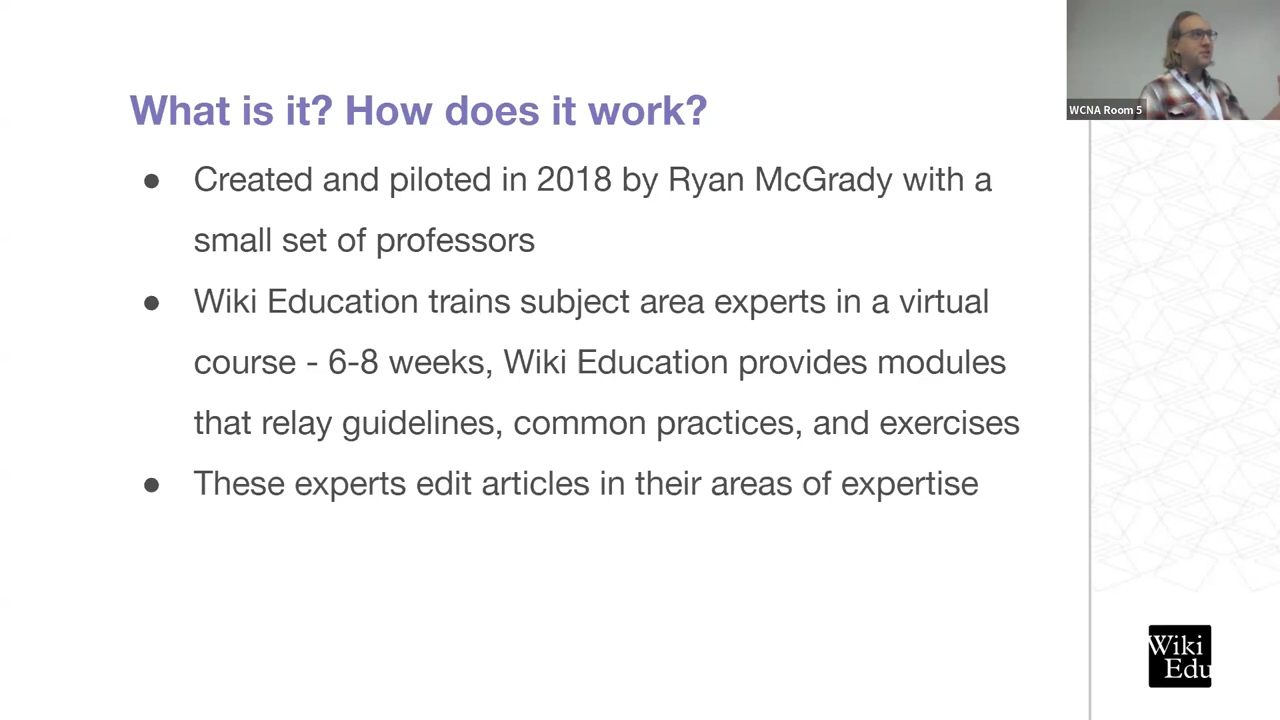 What is it? How does it work?
● Created and piloted in 2018 by Ryan McGrady with a
small set of professors
● Wiki Education trains subject area experts in a virtual
course - 6-8 weeks, Wiki Education provides modules
that relay guidelines, common practices, and exercises
● These experts edit articles in their areas of expertise
WCNA Room 5
Wiki
Edu